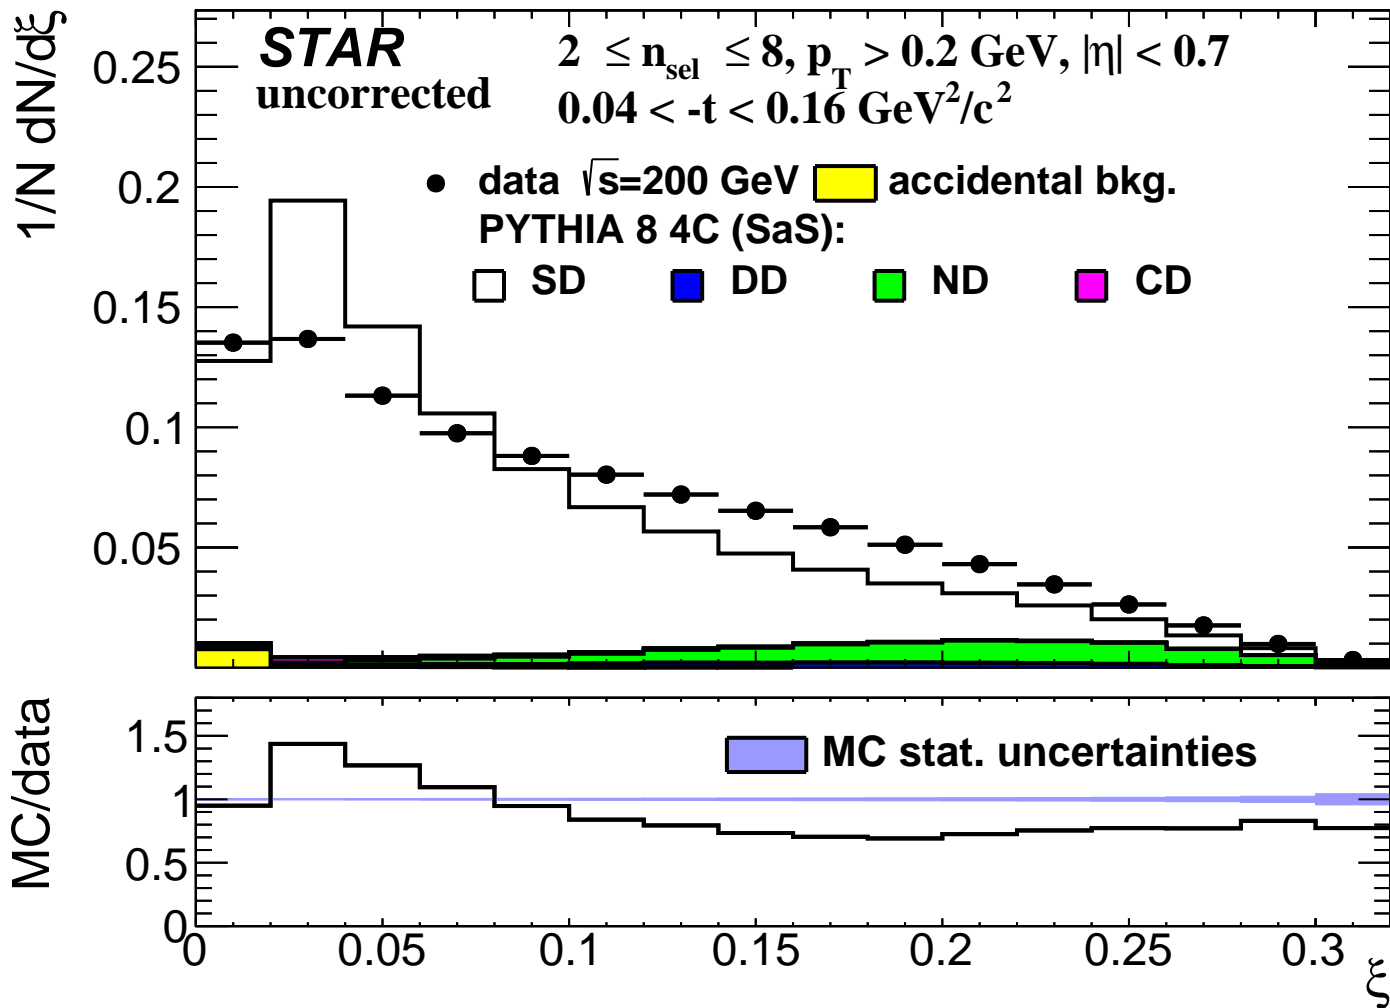 STAR
uncorrected
2 ≤ n_sel ≤ 8, p_T > 0.2 GeV, |η| < 0.7
0.04 < -t < 0.16 GeV²/c²
data √s=200 GeV accidental bkg.
PYTHIA 8 4C (SaS):
SD DD ND CD
1/N dN/dξ
0.25
0.2
0.15
0.1
0.05
MC/data
MC stat. uncertainties
1.5
1
0.5
0
0 0.05 0.1 0.15 0.2 0.25 0.3
ξ